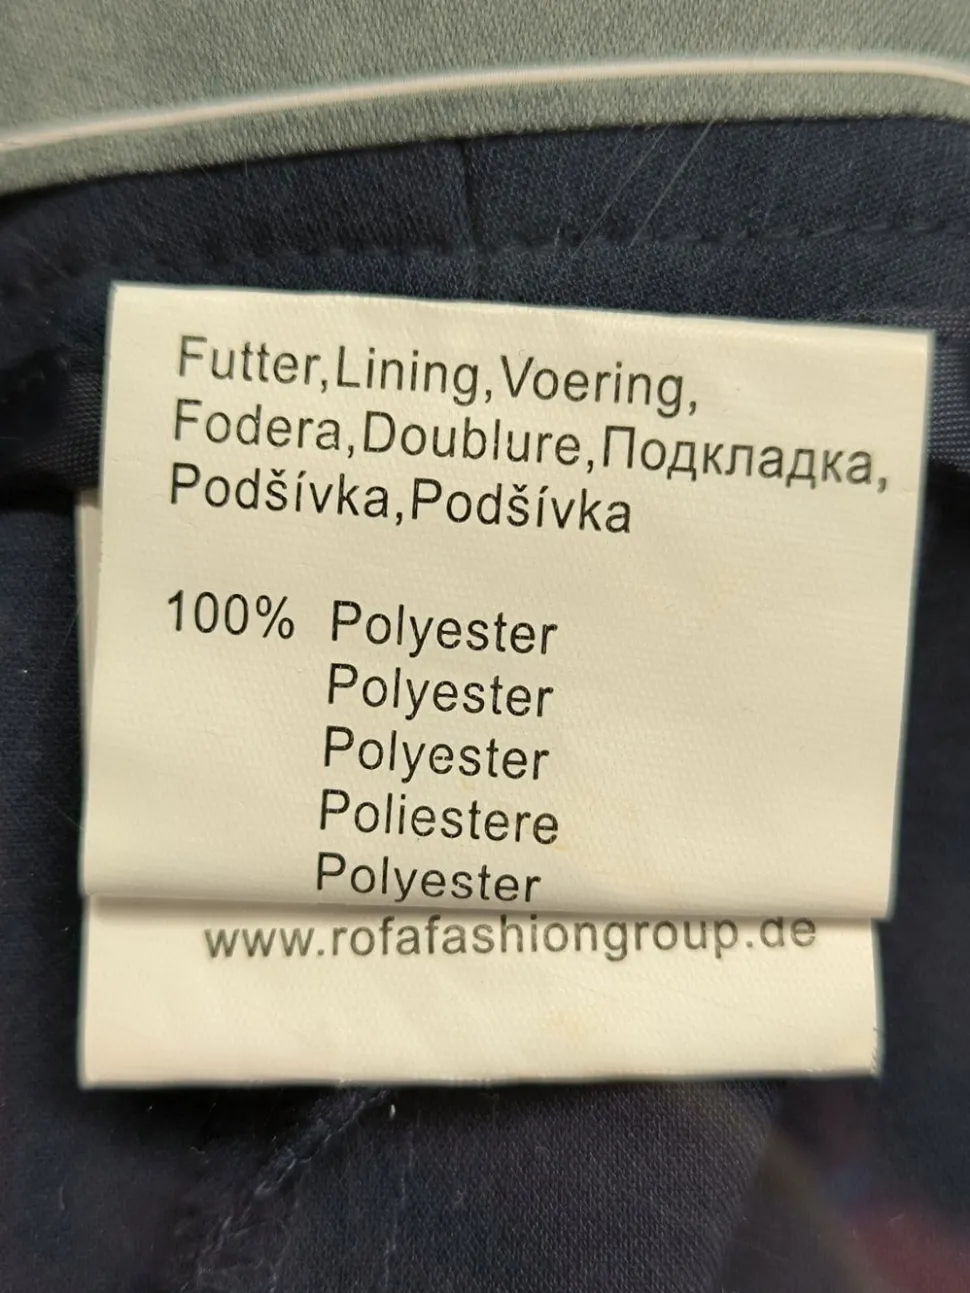 Futter,Lining,Voering,
Fodera,Doublure,Подкладка,
Podšívka,Podšívka
100% Polyester
Polyester
Polyester
Poliestere
Polyester
www.rofafashiongroup.de